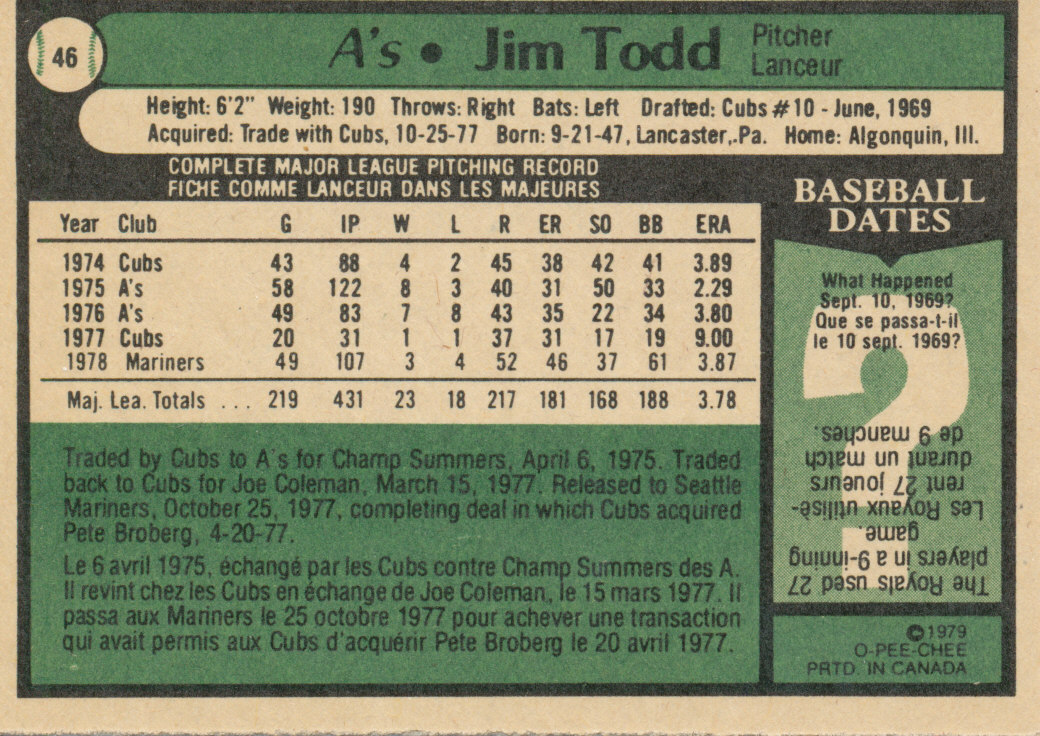 46
A's • Jim Todd
Pitcher
Lanceur
Height: 6'2" Weight: 190 Throws: Right Bats: Left Drafted: Cubs #10 - June, 1969
Acquired: Trade with Cubs, 10-25-77 Born: 9-21-47, Lancaster,.Pa. Home: Algonquin, Ill.
COMPLETE MAJOR LEAGUE PITCHING RECORD
FICHE COMME LANCEUR DANS LES MAJEURES
Year Club G IP W L R ER SO BB ERA
1974 Cubs 43 88 4 2 45 38 42 41 3.89
1975 A's 58 122 8 3 40 31 50 33 2.29
1976 A's 49 83 7 8 43 35 22 34 3.80
1977 Cubs 20 31 1 1 37 31 17 19 9.00
1978 Mariners 49 107 3 4 52 46 37 61 3.87
Maj. Lea. Totals ... 219 431 23 18 217 181 168 188 3.78
Traded by Cubs to A's for Champ Summers, April 6, 1975. Traded
back to Cubs for Joe Coleman, March 15, 1977. Released to Seattle
Mariners, October 25, 1977, completing deal in which Cubs acquired
Pete Broberg, 4-20-77.
Le 6 avril 1975, échangé par les Cubs contre Champ Summers des A.
Il revint chez les Cubs en échange de Joe Coleman, le 15 mars 1977. Il
passa aux Mariners le 25 octobre 1977 pour achever une transaction
qui avait permis aux Cubs d'acquérir Pete Broberg le 20 avril 1977.
BASEBALL
DATES
What Happened
Sept. 10, 1969?
Que se passa-t-il
le 10 sept. 1969?
The Royals used 27
players in a 9-inning
game.
Les Royaux utilisè-
rent 27 joueurs
durant un match
de 9 manches.
©1979
O-PEE-CHEE
PRTD. IN CANADA